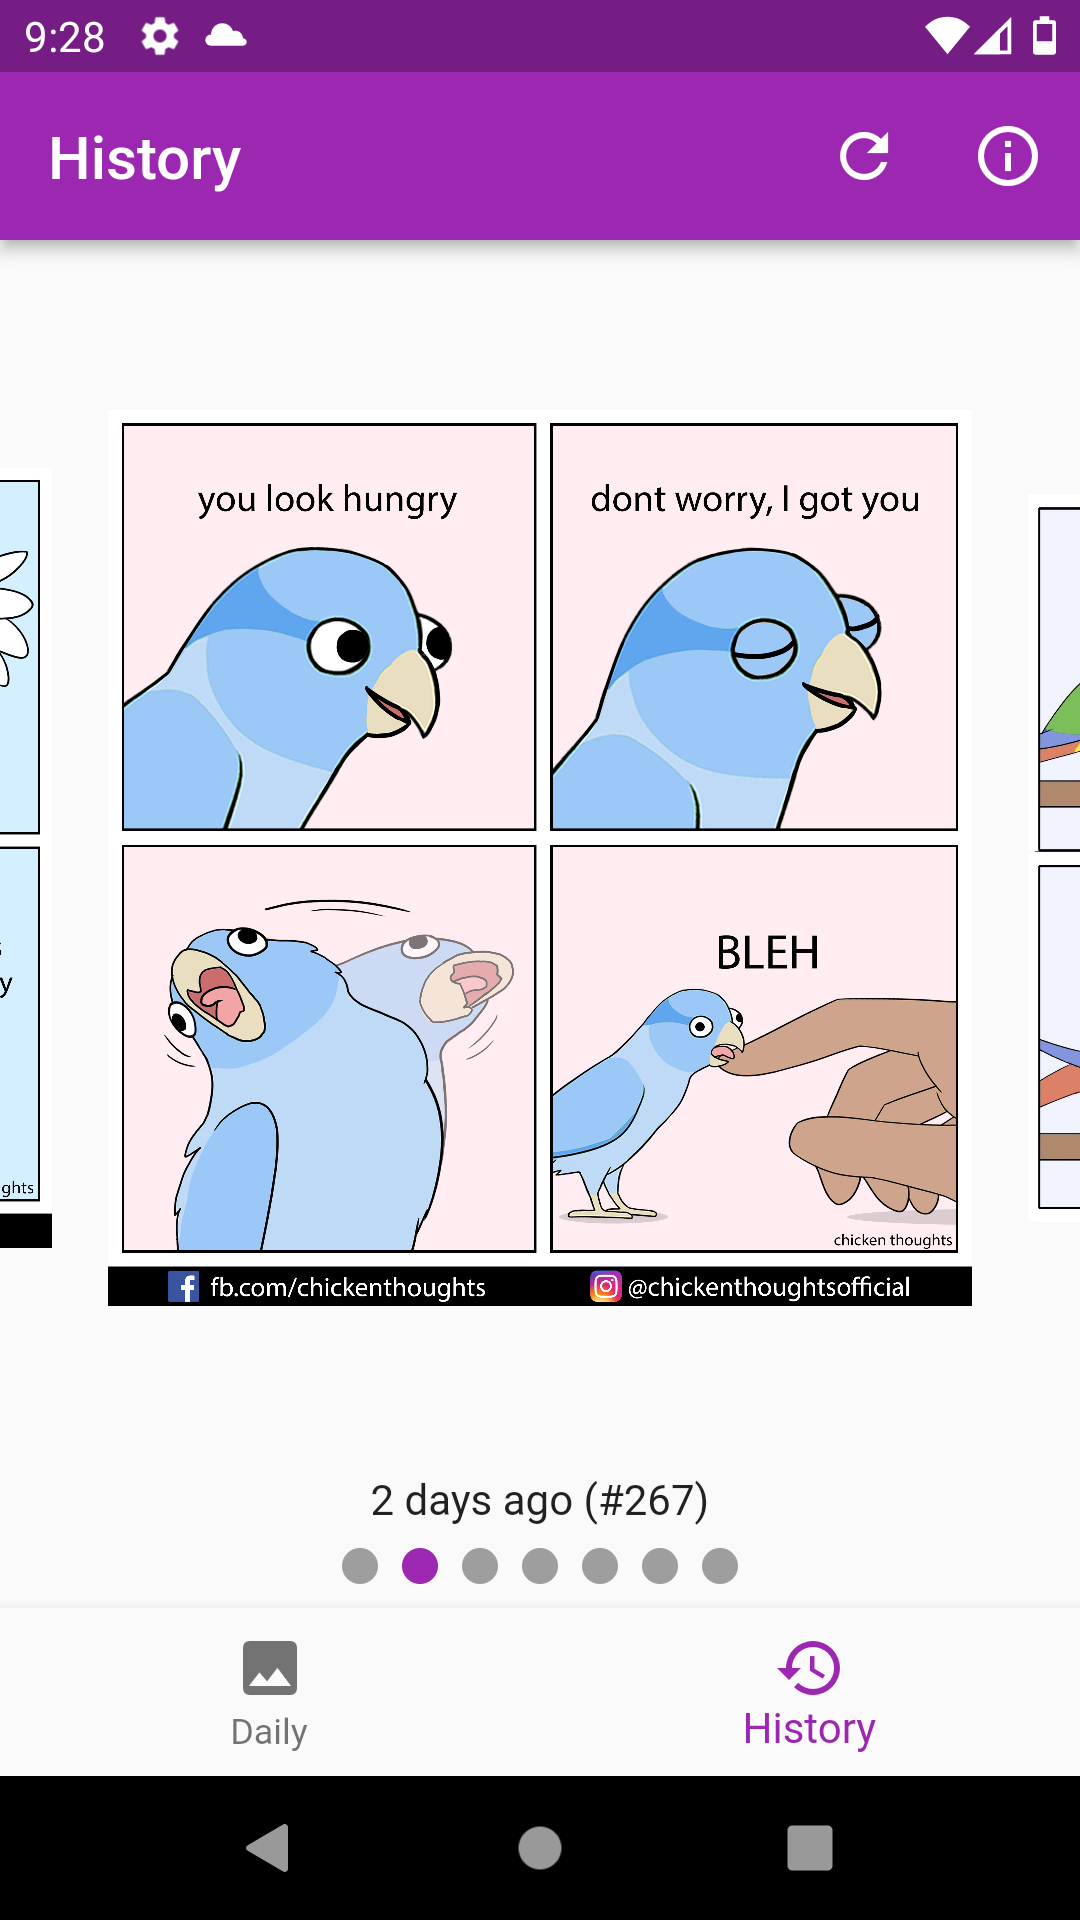 9:28
History
you look hungry
dont worry, I got you
BLEH
y
ghts
chicken thoughts
fb.com/chickenthoughts
@chickenthoughtsofficial
2 days ago (#267)
Daily
History